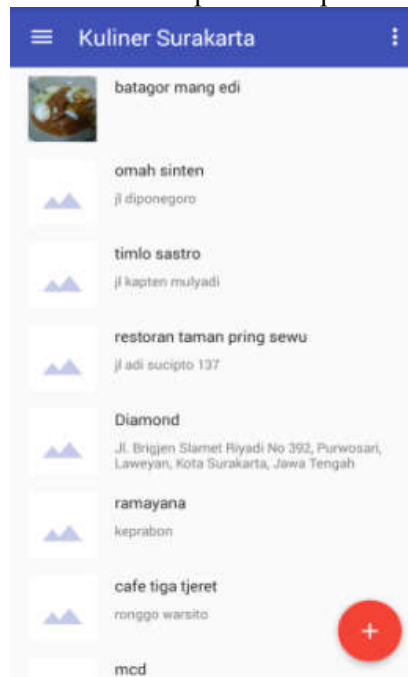 Kuliner Surakarta
batagor mang edi
omah sinten
jl diponegoro
timlo sastro
jl kapten mulyadi
restoran taman pring sewu
jl adi sucipto 137
Diamond
Jl. Brigjen Slamet Riyadi No 392, Purwosari,
Laweyan, Kota Surakarta, Jawa Tengah
ramayana
keprabon
cafe tiga tjeret
ronggo warsito
mcd